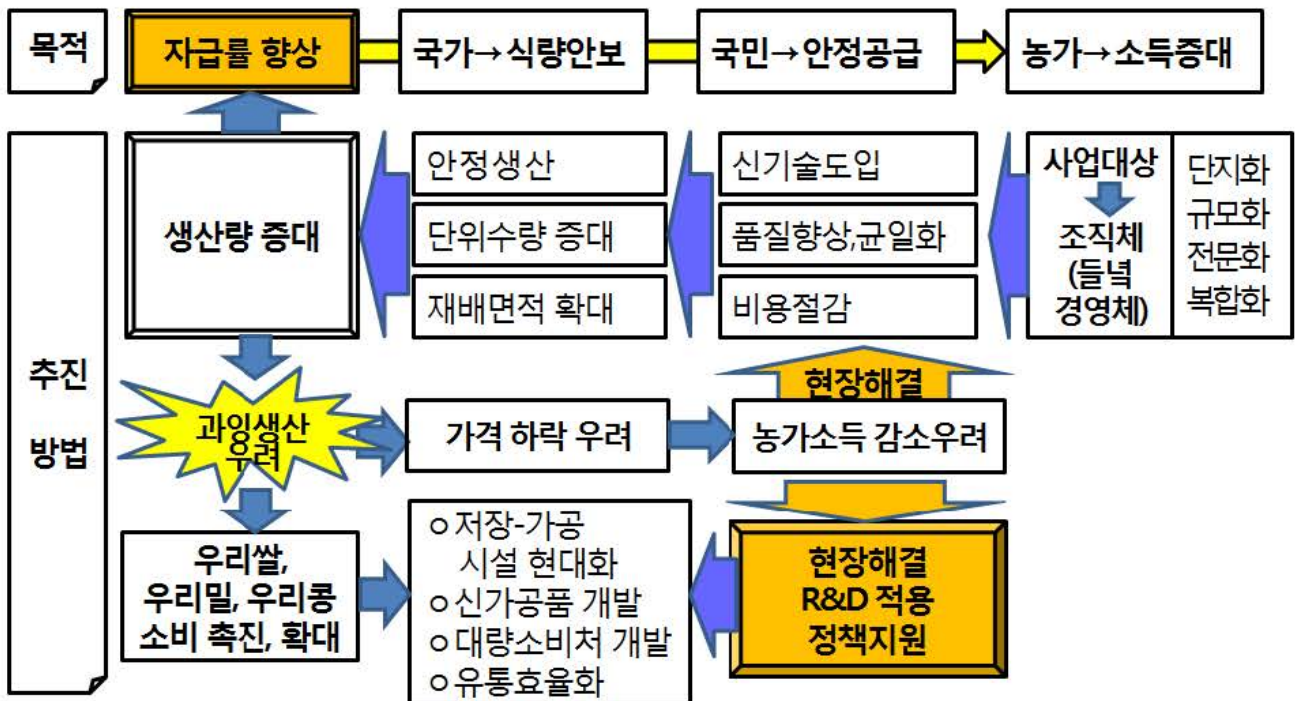 목적
자급률 향상
국가→식량안보
국민→안정공급
농가→소득증대
추진
방법
생산량 증대
안정생산
단위수량 증대
재배면적 확대
신기술도입
품질향상,균일화
비용절감
사업대상
조직체
(들녘
경영체)
단지화
규모화
전문화
복합화
과잉생산
우려
가격 하락 우려
현장해결
농가소득 감소우려
우리쌀,
우리밀, 우리콩
소비 촉진, 확대
ㅇ저장-가공
시설 현대화
ㅇ신가공품 개발
ㅇ대량소비처 개발
ㅇ유통효율화
현장해결
R&D 적용
정책지원